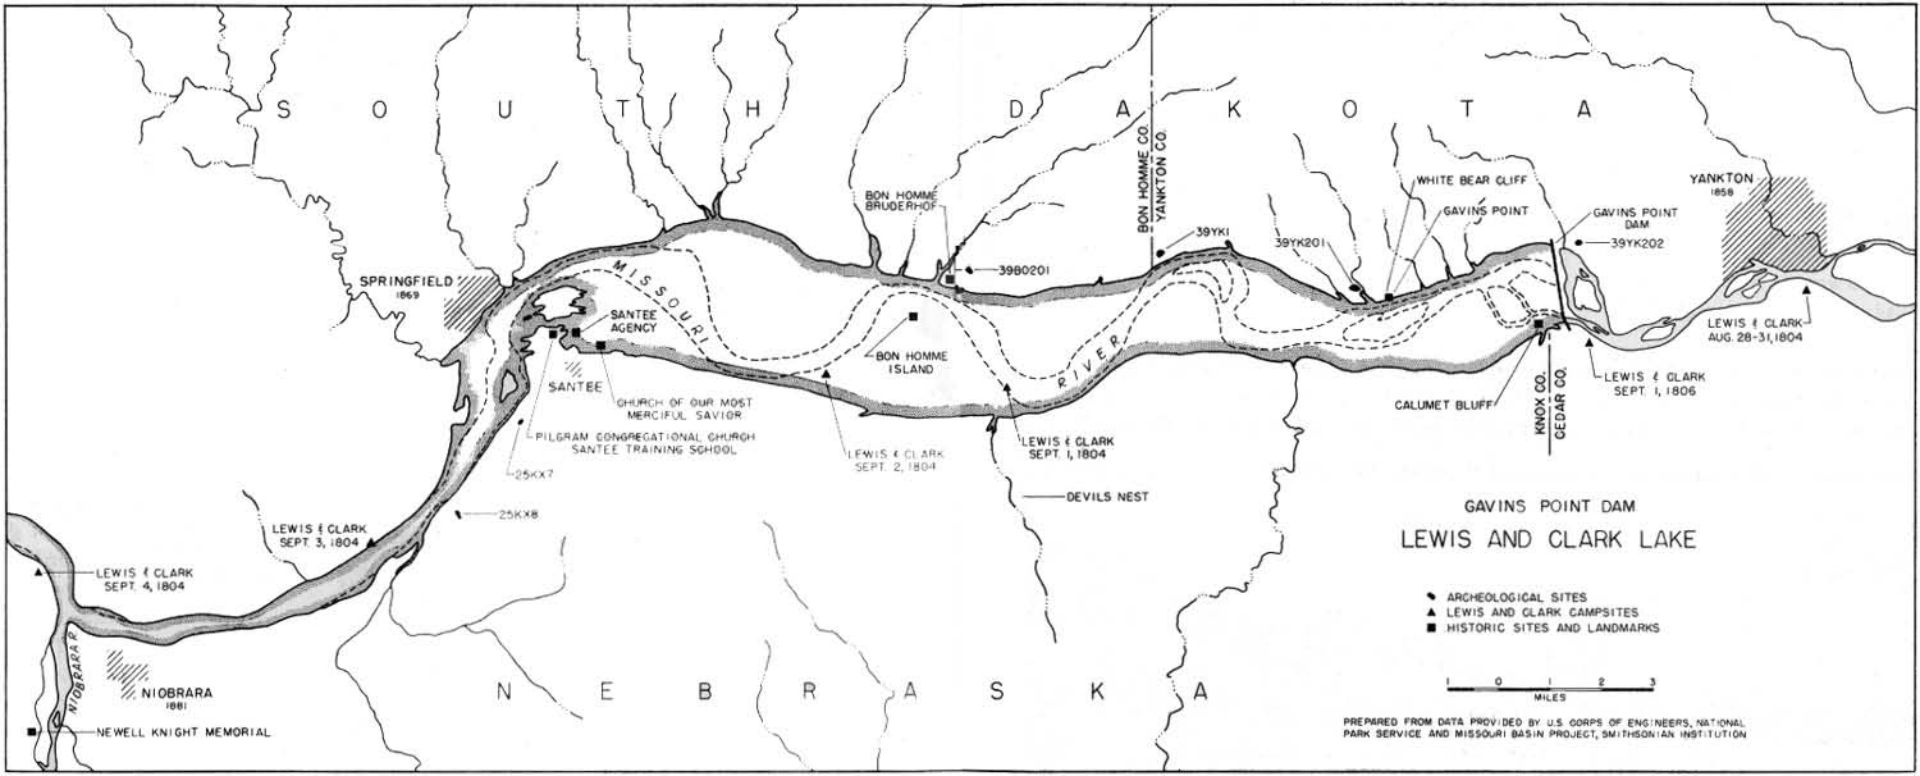 SOUTH DAKOTA
BON HOMME CO.
YANKTON CO.
BON HOMME
BRUDERHOF
WHITE BEAR CLIFF
GAVINS POINT
GAVINS POINT
DAM
YANKTON
1858
39YK1
39YK201
39YK202
39BO201
SPRINGFIELD
1869
MISSOURI RIVER
SANTEE
AGENCY
SANTEE
BON HOMME
ISLAND
CHURCH OF OUR MOST
MERCIFUL SAVIOR
PILGRAM CONGREGATIONAL CHURCH
SANTEE TRAINING SCHOOL
25KX7
25KX8
LEWIS & CLARK
SEPT. 2, 1804
LEWIS & CLARK
SEPT. 1, 1804
DEVILS NEST
CALUMET BLUFF
KNOX CO.
CEDAR CO.
LEWIS & CLARK
AUG. 28-31, 1804
LEWIS & CLARK
SEPT. 1, 1806
LEWIS & CLARK
SEPT. 3, 1804
LEWIS & CLARK
SEPT. 4, 1804
NIOBRARA R.
NIOBRARA
1881
NEWELL KNIGHT MEMORIAL
NEBRASKA
GAVINS POINT DAM
LEWIS AND CLARK LAKE
ARCHEOLOGICAL SITES
LEWIS AND CLARK CAMPSITES
HISTORIC SITES AND LANDMARKS
1 0 1 2 3
MILES
PREPARED FROM DATA PROVIDED BY U.S. CORPS OF ENGINEERS, NATIONAL
PARK SERVICE AND MISSOURI BASIN PROJECT, SMITHSONIAN INSTITUTION